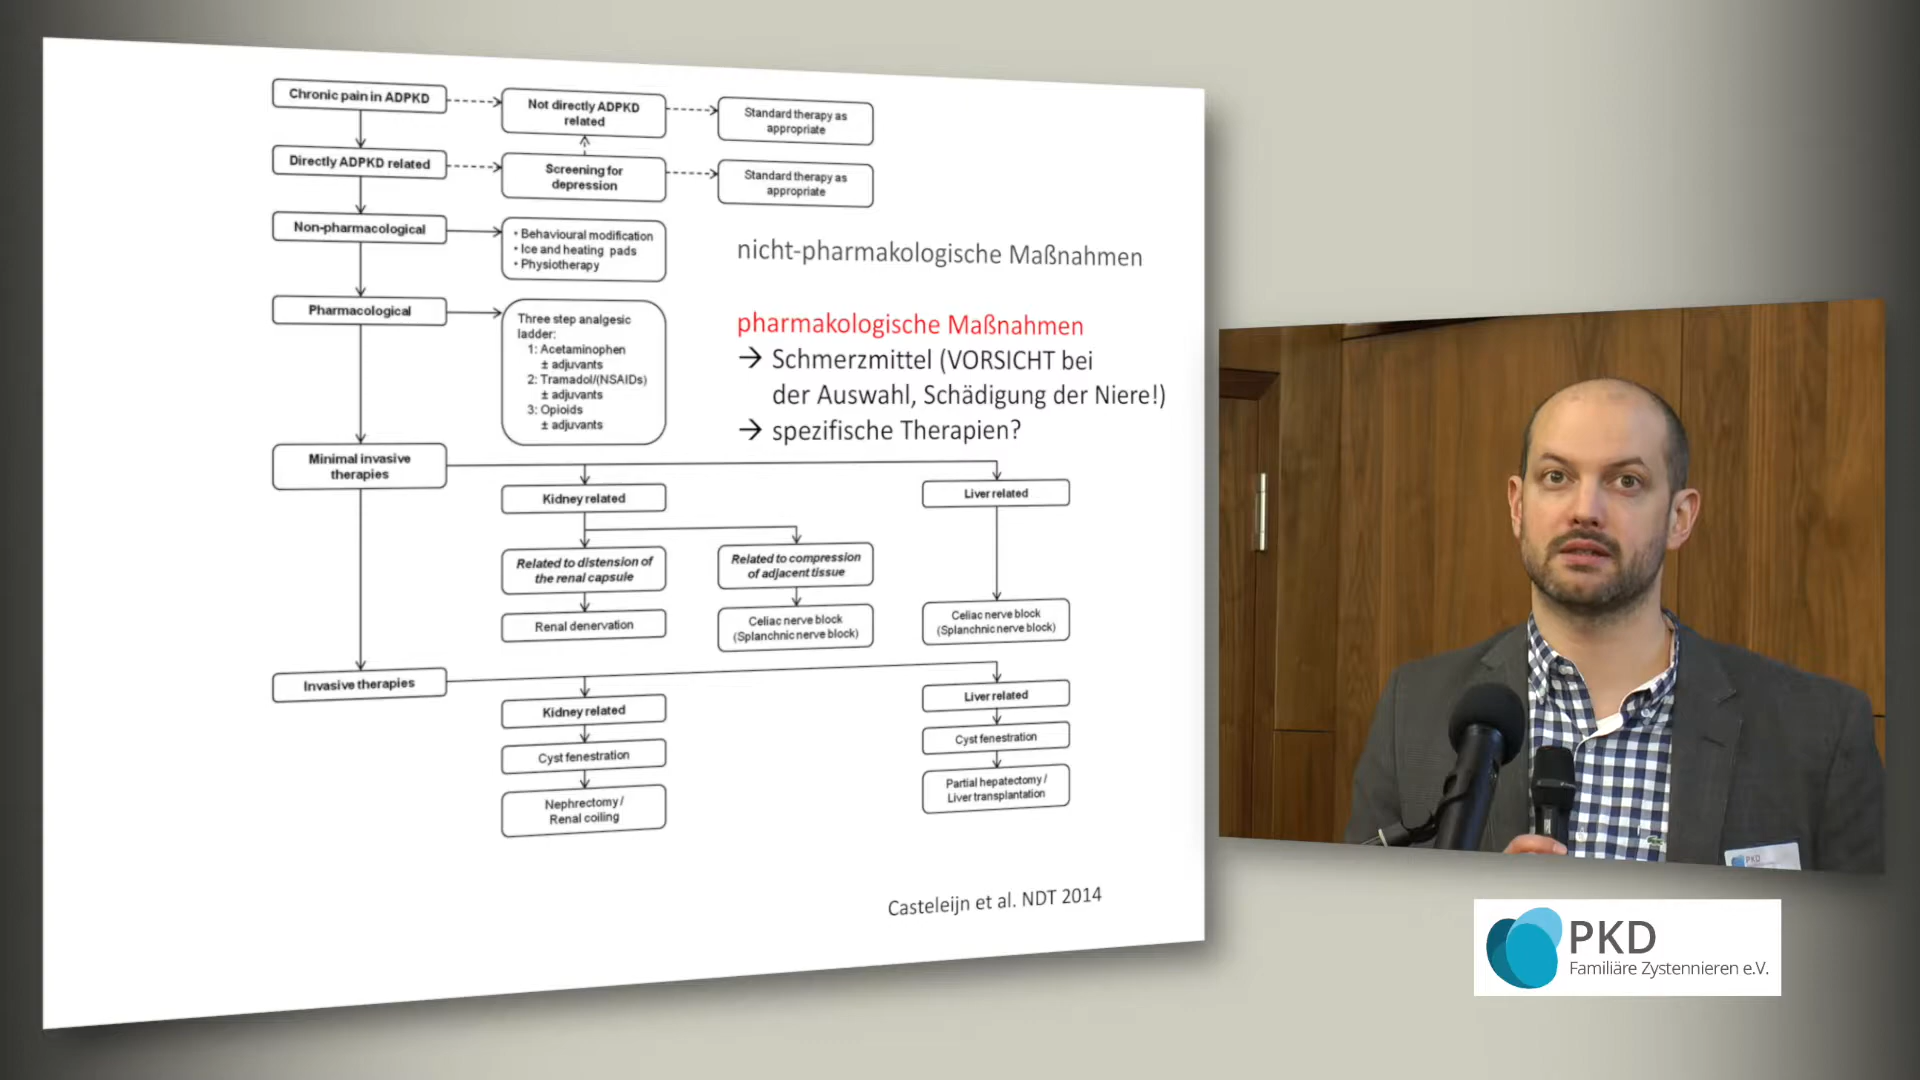 Chronic pain in ADPKD
Not directly ADPKD
related
Standard therapy as
appropriate
Directly ADPKD related
Screening for
depression
Standard therapy as
appropriate
Non-pharmacological
• Behavioural modification
• Ice and heating pads
• Physiotherapy
nicht-pharmakologische Maßnahmen
Pharmacological
Three step analgesic
ladder:
1: Acetaminophen
± adjuvants
2: Tramadol/(NSAIDs)
± adjuvants
3: Opioids
± adjuvants
pharmakologische Maßnahmen
→ Schmerzmittel (VORSICHT bei
der Auswahl, Schädigung der Niere!)
→ spezifische Therapien?
Minimal invasive
therapies
Kidney related
Liver related
Related to distension of
the renal capsule
Related to compression
of adjacent tissue
Renal denervation
Celiac nerve block
(Splanchnic nerve block)
Celiac nerve block
(Splanchnic nerve block)
Invasive therapies
Kidney related
Liver related
Cyst fenestration
Cyst fenestration
Nephrectomy /
Renal coiling
Partial hepatectomy /
Liver transplantation
Casteleijn et al. NDT 2014
PKD
PKD
Familiäre Zystennieren e.V.